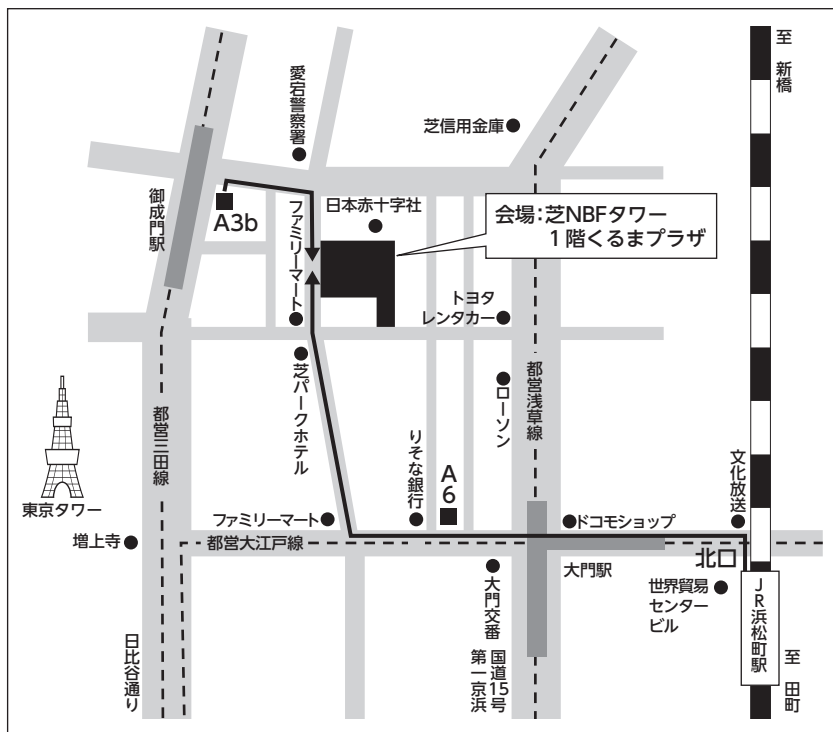 至 新橋
愛宕警察署
芝信用金庫
御成門駅
A3b
ファミリーマート
日本赤十字社
会場：芝NBFタワー
1階くるまプラザ
トヨタ
レンタカー
芝パークホテル
都営浅草線
ローソン
都営三田線
東京タワー
りそな銀行
A
6
文化放送
ファミリーマート
ドコモショップ
増上寺
都営大江戸線
北口
大門駅
大門交番
世界貿易
センター
ビル
JR浜松町駅
日比谷通り
国道15号
第一京浜
至 田町